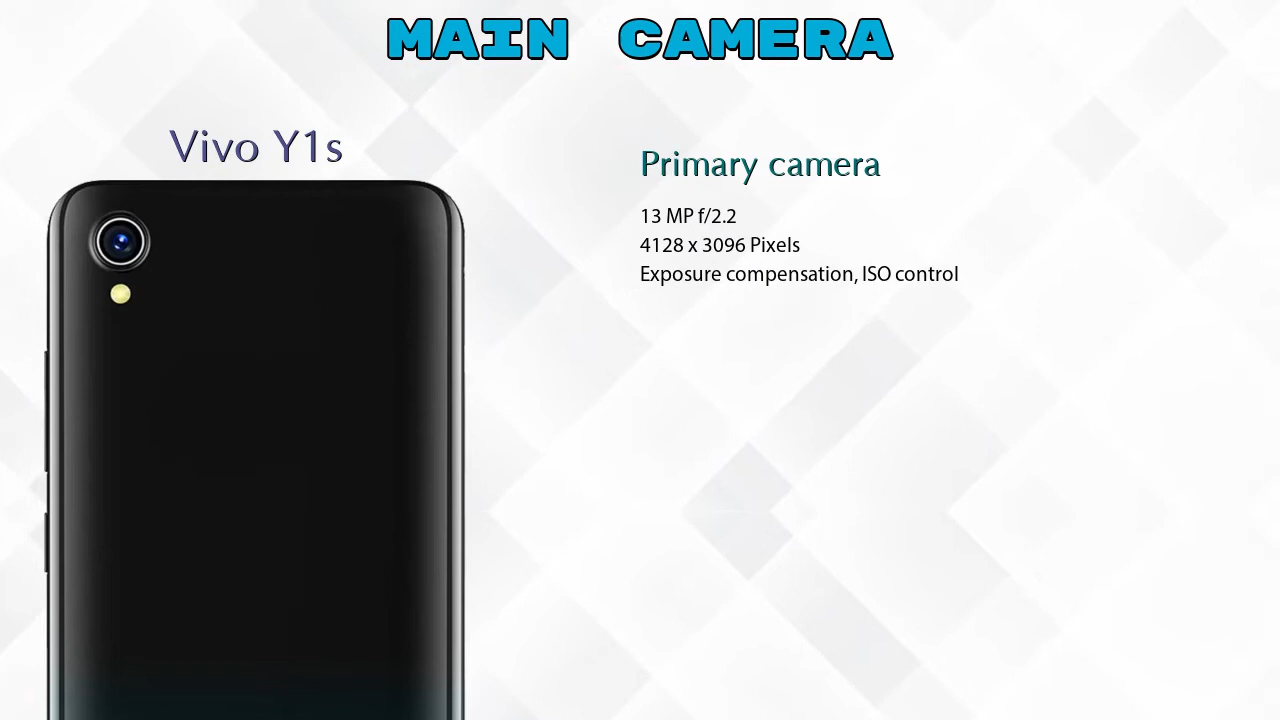 MAIN CAMERA
Vivo Y1s
Primary camera
13 MP f/2.2
4128 x 3096 Pixels
Exposure compensation, ISO control